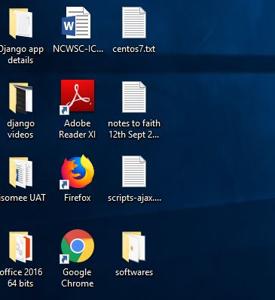 Django app NCWSC-IC... centos7.txt
details
django Adobe notes to faith
videos Reader XI 12th Sept 2...
isomee UAT Firefox scripts-ajax....
office 2016 Google softwares
64 bits Chrome